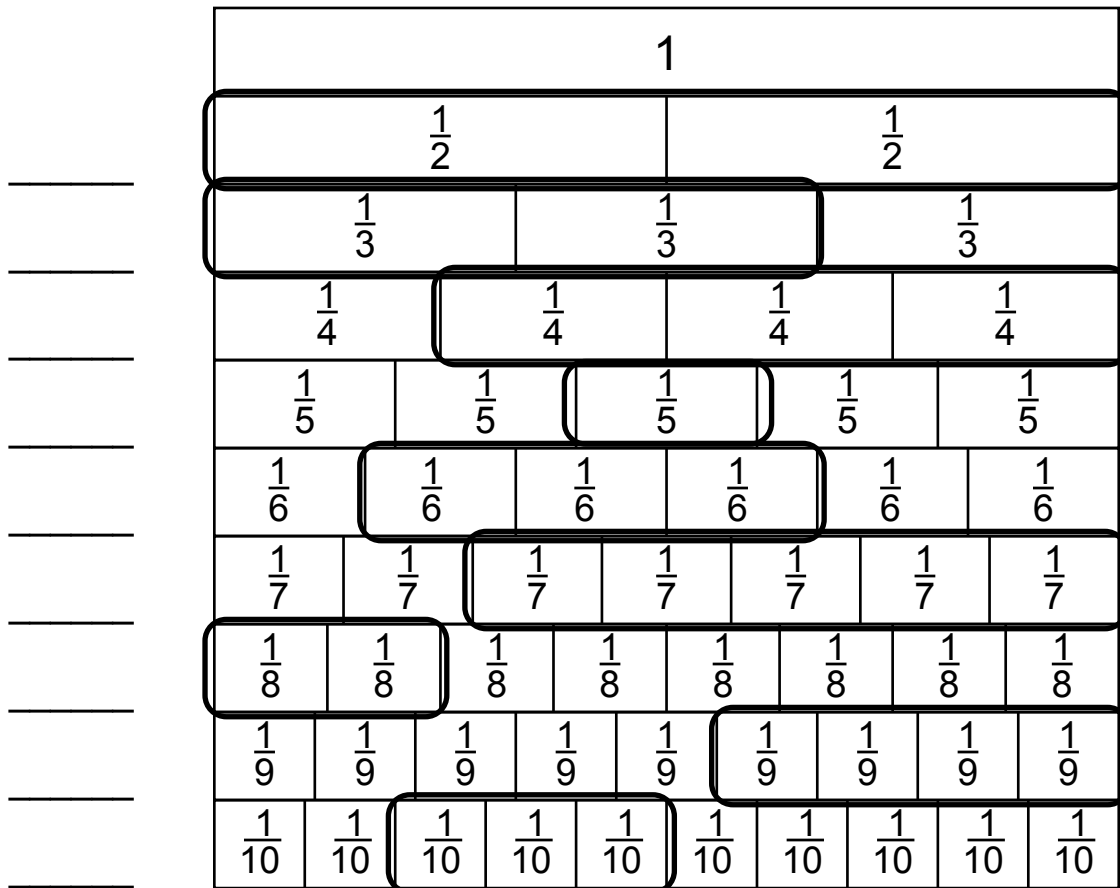 1
1/2 1/2
1/3 1/3 1/3
1/4 1/4 1/4 1/4
1/5 1/5 1/5 1/5 1/5
1/6 1/6 1/6 1/6 1/6 1/6
1/7 1/7 1/7 1/7 1/7 1/7 1/7
1/8 1/8 1/8 1/8 1/8 1/8 1/8 1/8
1/9 1/9 1/9 1/9 1/9 1/9 1/9 1/9 1/9
1/10 1/10 1/10 1/10 1/10 1/10 1/10 1/10 1/10 1/10